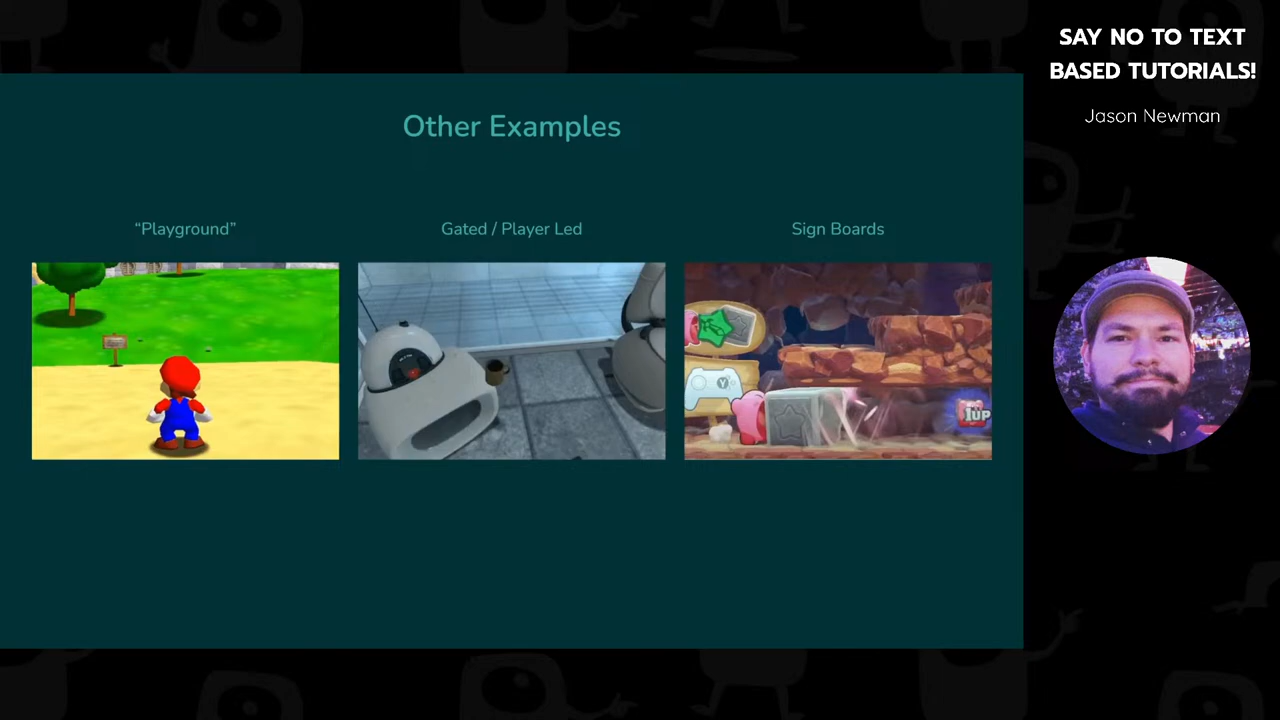 Other Examples
“Playground”
Gated / Player Led
Sign Boards
Y
1UP
SAY NO TO TEXT
BASED TUTORIALS!
Jason Newman